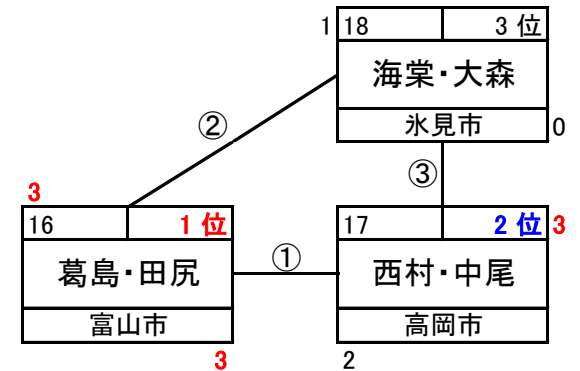 1 18 3 位
海棠・大森
② 氷見市 0
③
3
16 1 位 17 2 位 3
葛島・田尻 ① 西村・中尾
富山市 高岡市
3 2